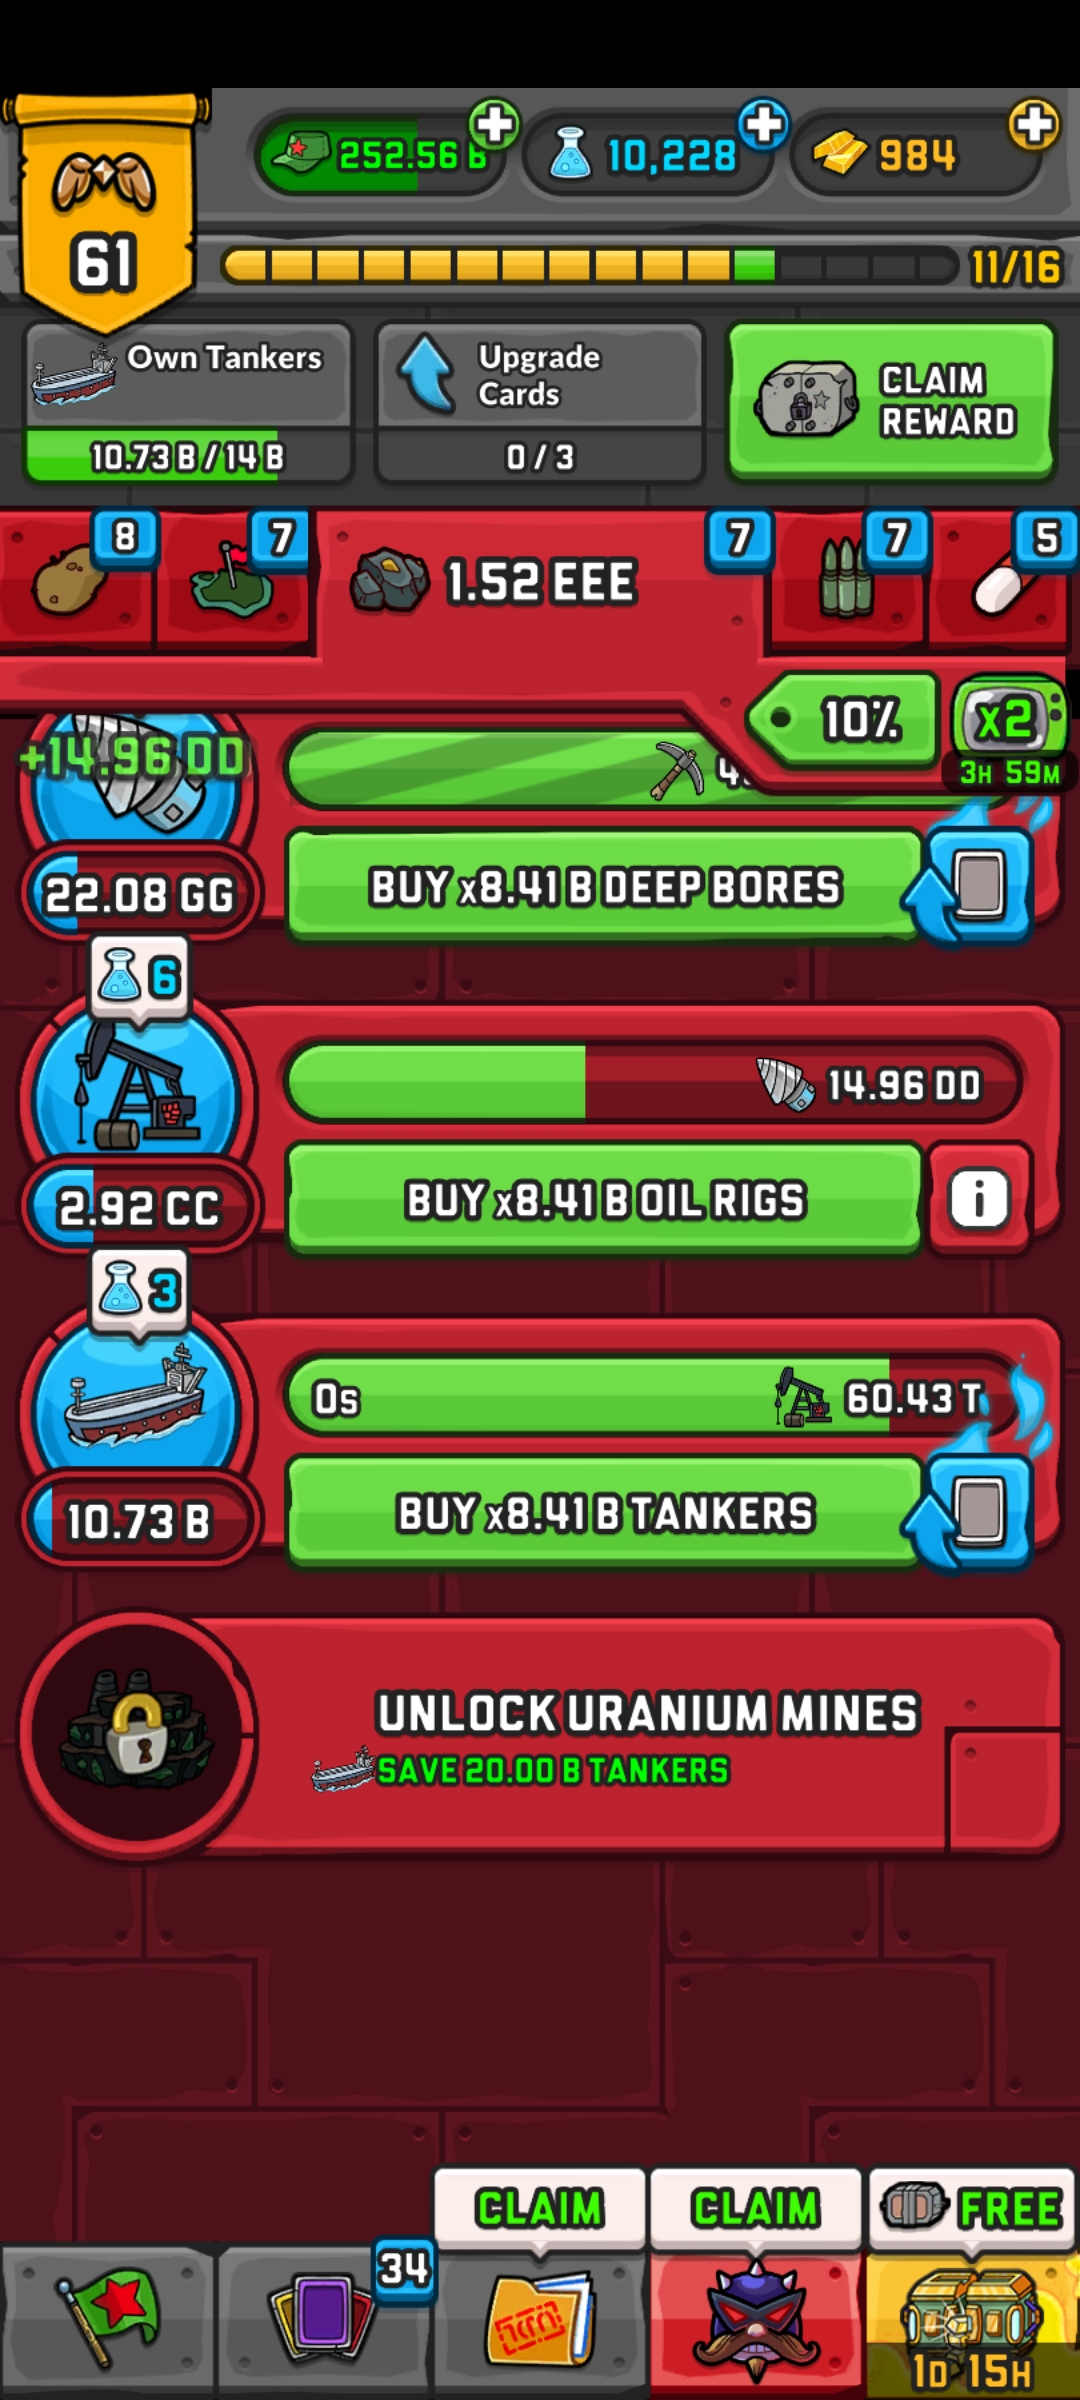 252.56 B
10,228
984
61
11/16
Own Tankers
10.73 B / 14 B
Upgrade
Cards
0 / 3
CLAIM
REWARD
8
7
1.52 EEE
7
7
5
10%
x2
3H 59M
+14.96 DD
22.08 GG
BUY x8.41 B DEEP BORES
6
14.96 DD
2.92 CC
BUY x8.41 B OIL RIGS
i
3
0s
60.43 T
10.73 B
BUY x8.41 B TANKERS
UNLOCK URANIUM MINES
SAVE 20.00 B TANKERS
CLAIM
CLAIM
FREE
34
1D 15H